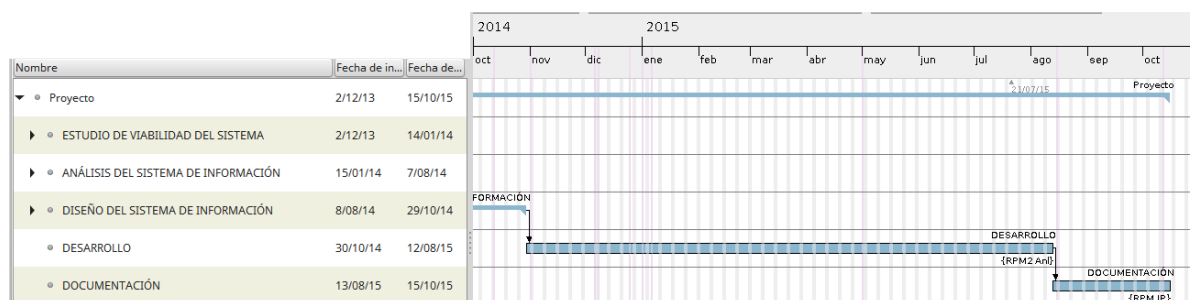 2014 2015
oct nov dic ene feb mar abr may jun jul ago sep oct
Nombre Fecha de in... Fecha de...
Proyecto 2/12/13 15/10/15 Proyecto
21/07/15
ESTUDIO DE VIABILIDAD DEL SISTEMA 2/12/13 14/01/14
ANÁLISIS DEL SISTEMA DE INFORMACIÓN 15/01/14 7/08/14
FORMACIÓN
DISEÑO DEL SISTEMA DE INFORMACIÓN 8/08/14 29/10/14
DESARROLLO
DESARROLLO 30/10/14 12/08/15
{RPM2 Anl}
DOCUMENTACIÓN
DOCUMENTACIÓN 13/08/15 15/10/15